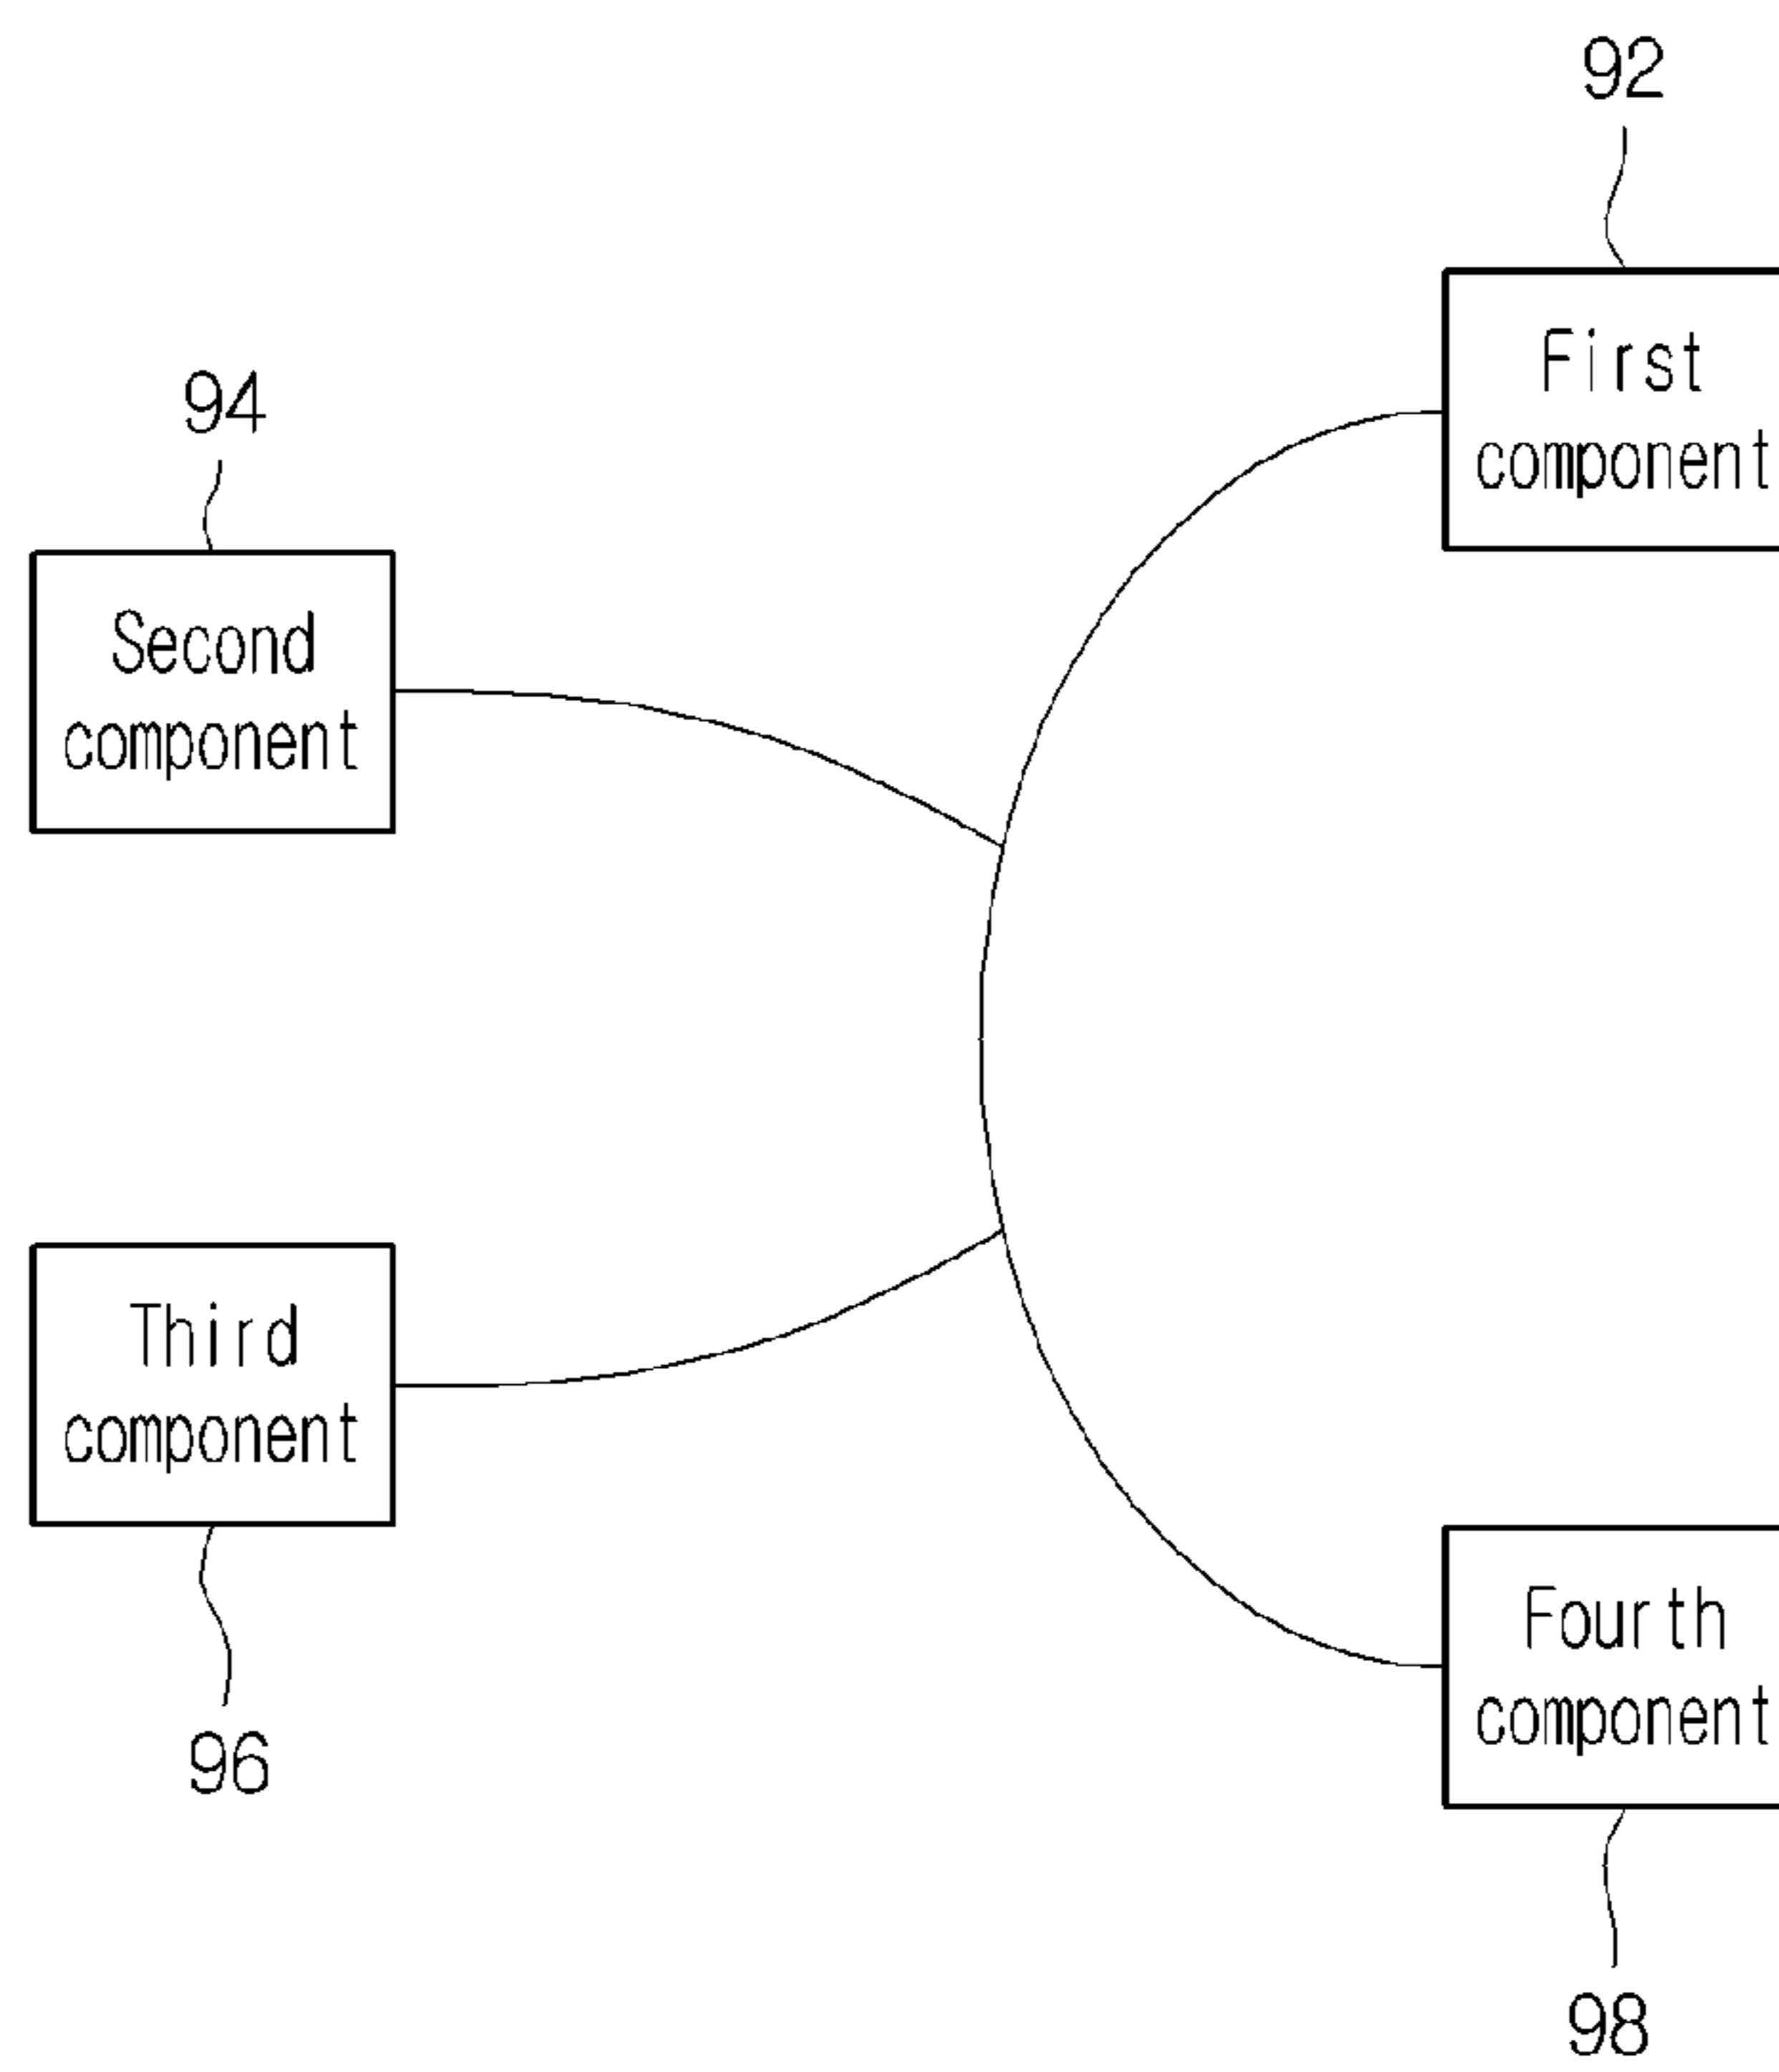 92
First
component
94
Second
component
Third
component
96
Fourth
component
98